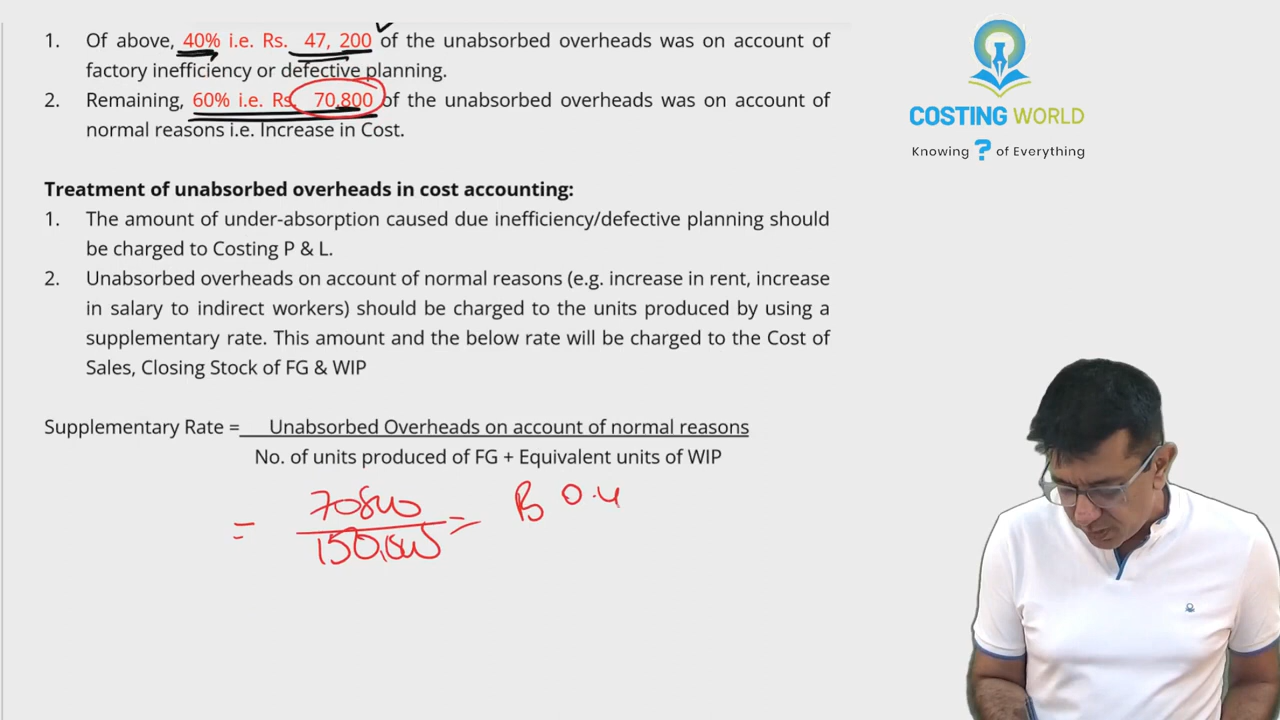 1. Of above, 40% i.e. Rs. 47, 200 of the unabsorbed overheads was on account of
factory inefficiency or defective planning.
2. Remaining, 60% i.e. Rs. 70,800 of the unabsorbed overheads was on account of
normal reasons i.e. Increase in Cost.
COSTING WORLD
Knowing ? of Everything
Treatment of unabsorbed overheads in cost accounting:
1. The amount of under-absorption caused due inefficiency/defective planning should
be charged to Costing P & L.
2. Unabsorbed overheads on account of normal reasons (e.g. increase in rent, increase
in salary to indirect workers) should be charged to the units produced by using a
supplementary rate. This amount and the below rate will be charged to the Cost of
Sales, Closing Stock of FG & WIP
Supplementary Rate = Unabsorbed Overheads on account of normal reasons
No. of units produced of FG + Equivalent units of WIP
70800
= = 0.4
150,000